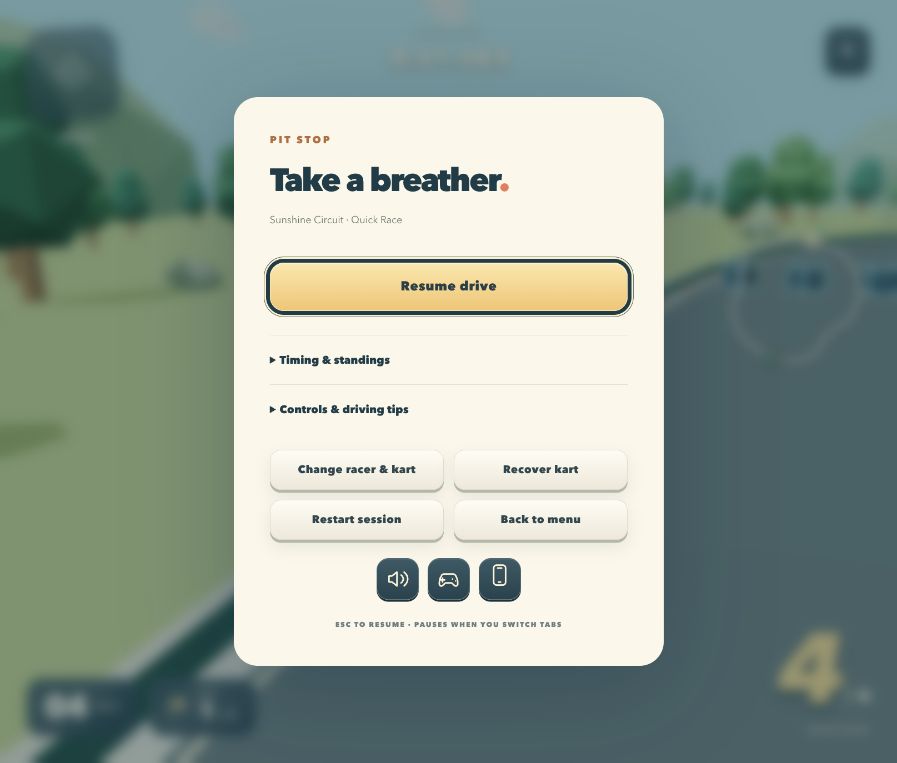 PIT STOP
Take a breather.
Sunshine Circuit · Quick Race
Resume drive
Timing & standings
Controls & driving tips
Change racer & kart
Recover kart
Restart session
Back to menu
ESC TO RESUME • PAUSES WHEN YOU SWITCH TABS
4